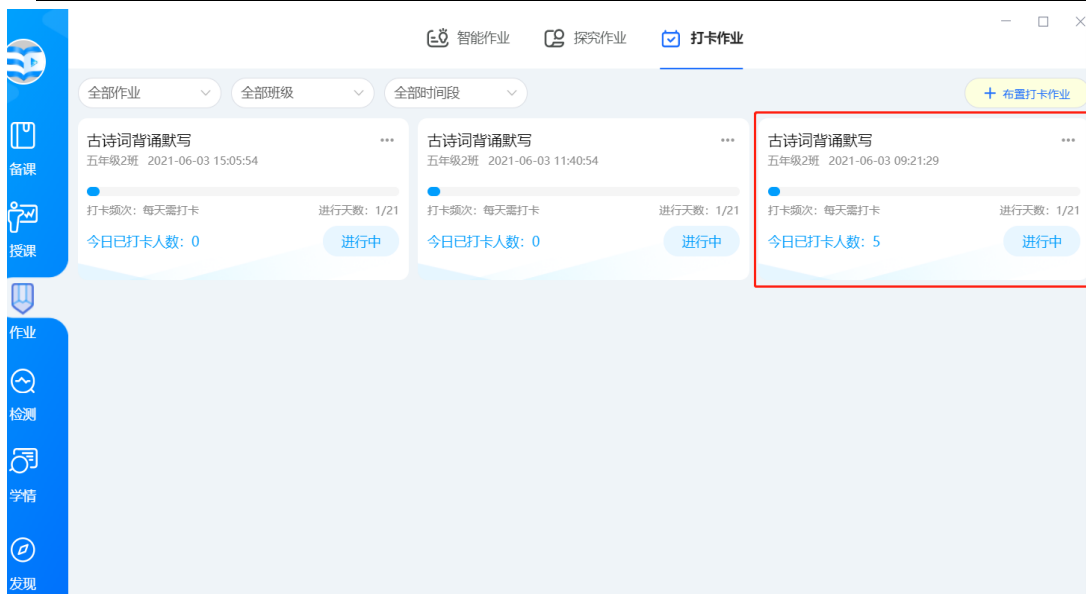 智能作业 探究作业 打卡作业
全部作业 全部班级 全部时间段 + 布置打卡作业
备课
授课
作业
检测
学情
发现
古诗词背诵默写 ...
五年级2班 2021-06-03 15:05:54
打卡频次: 每天需打卡 进行天数: 1/21
今日已打卡人数: 0 进行中
古诗词背诵默写 ...
五年级2班 2021-06-03 11:40:54
打卡频次: 每天需打卡 进行天数: 1/21
今日已打卡人数: 0 进行中
古诗词背诵默写 ...
五年级2班 2021-06-03 09:21:29
打卡频次: 每天需打卡 进行天数: 1/21
今日已打卡人数: 5 进行中